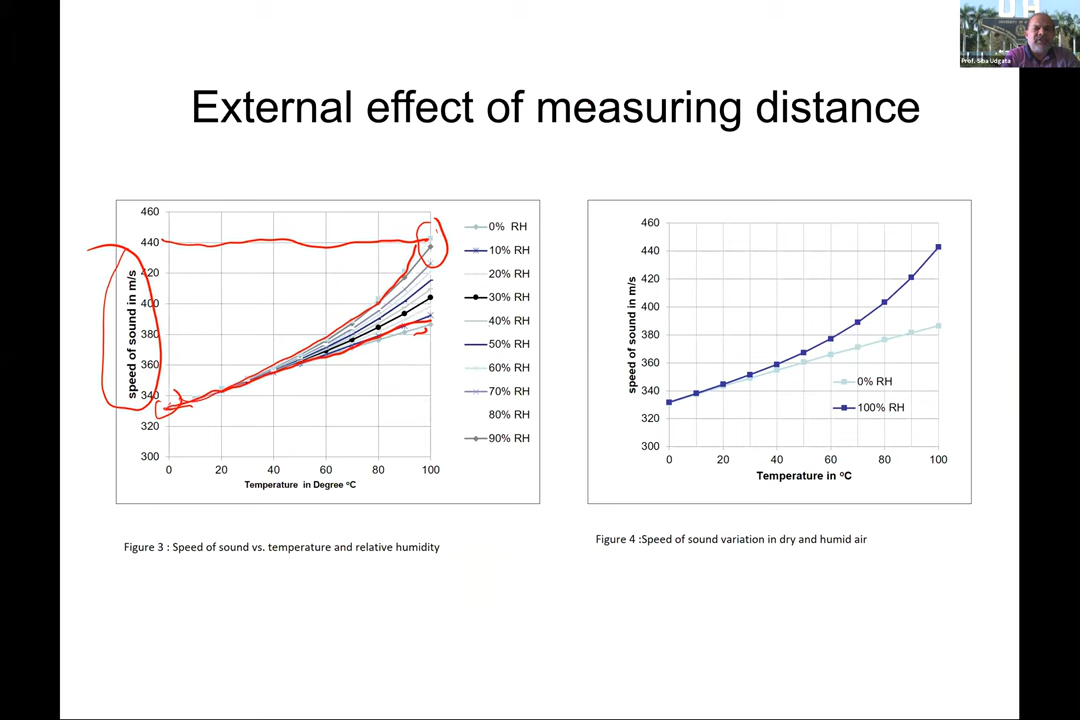 Prof. Siba Udgata
External effect of measuring distance
460
440
420
400
380
360
340
320
300
speed of sound in m/s
0
20
40
60
80
100
Temperature in Degree ºC
0% RH
10% RH
20% RH
30% RH
40% RH
50% RH
60% RH
70% RH
80% RH
90% RH
Figure 3 : Speed of sound vs. temperature and relative humidity
460
440
420
400
380
360
340
320
300
speed of sound in m/s
0
20
40
60
80
100
Temperature in ºC
0% RH
100% RH
Figure 4 :Speed of sound variation in dry and humid air